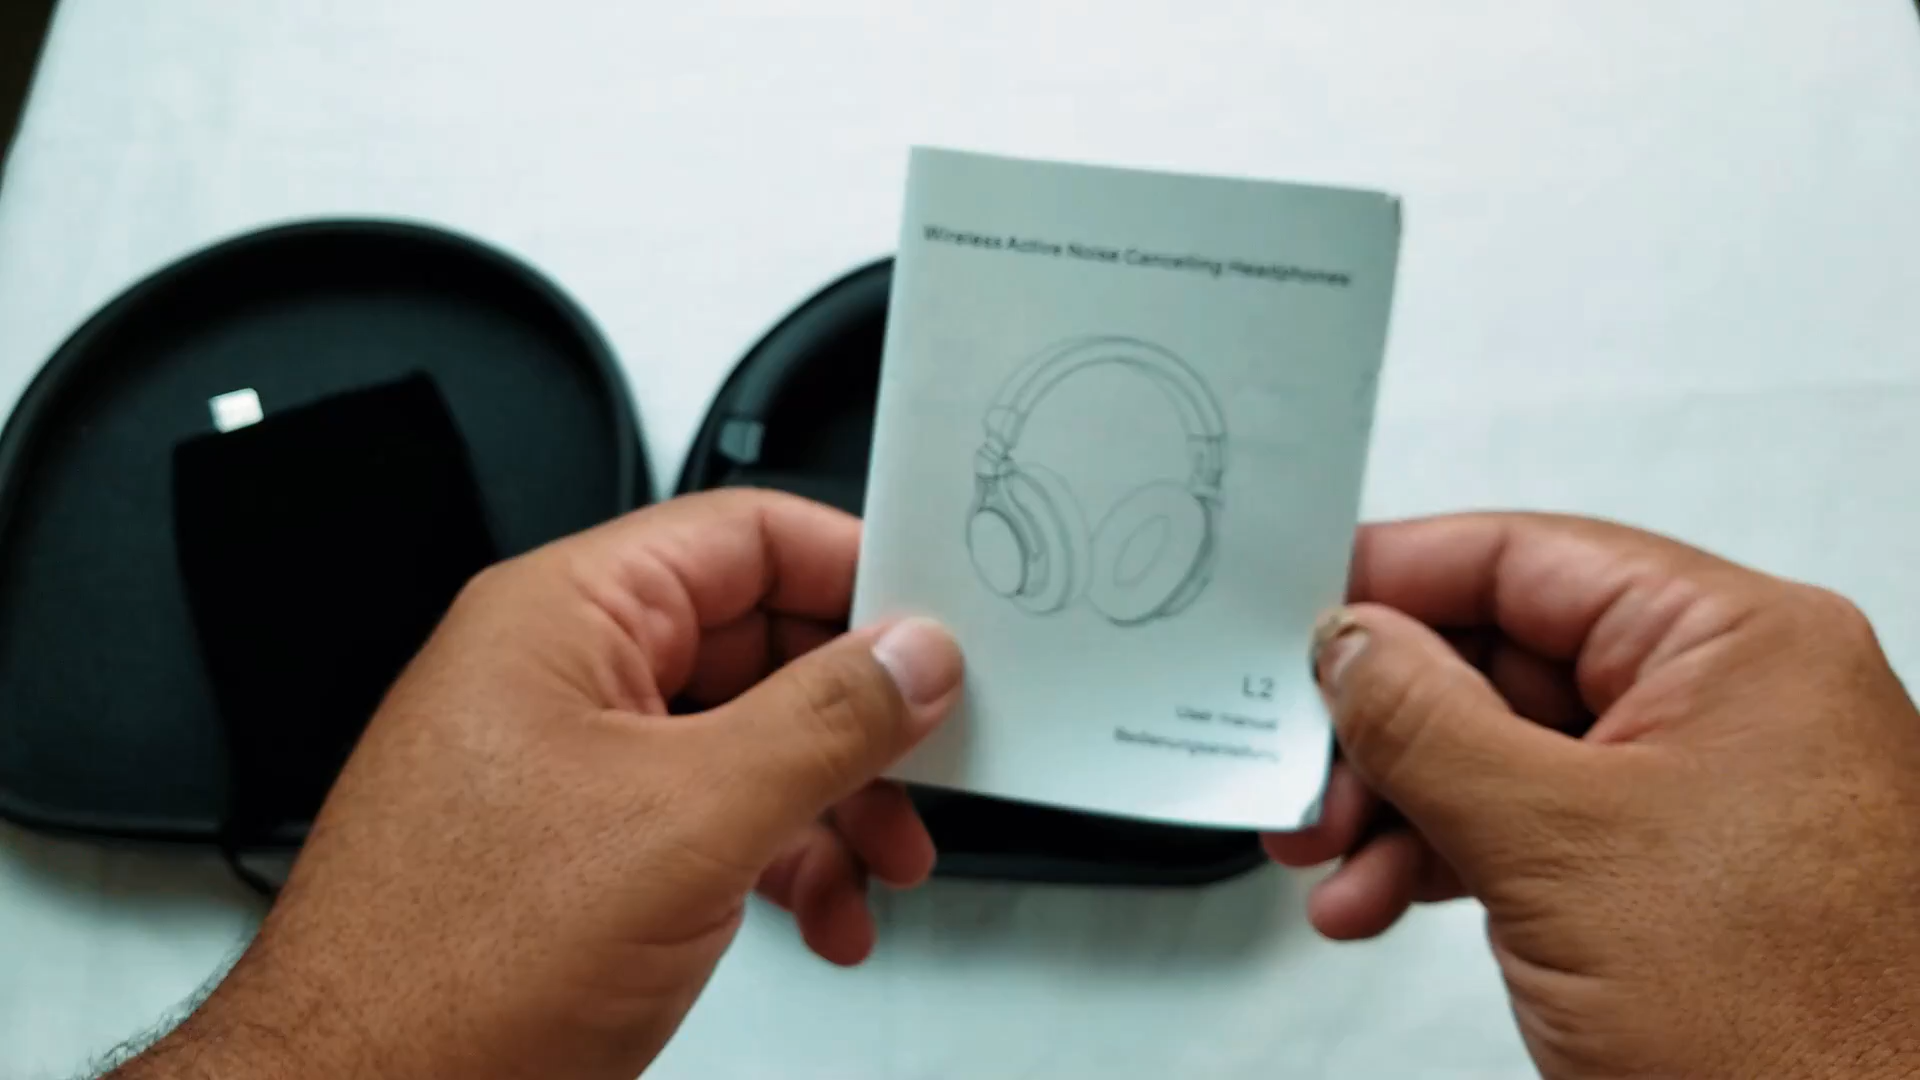 Wireless Active Noise Cancelling Headphones
L2
User manual
Bedienungsanleitung